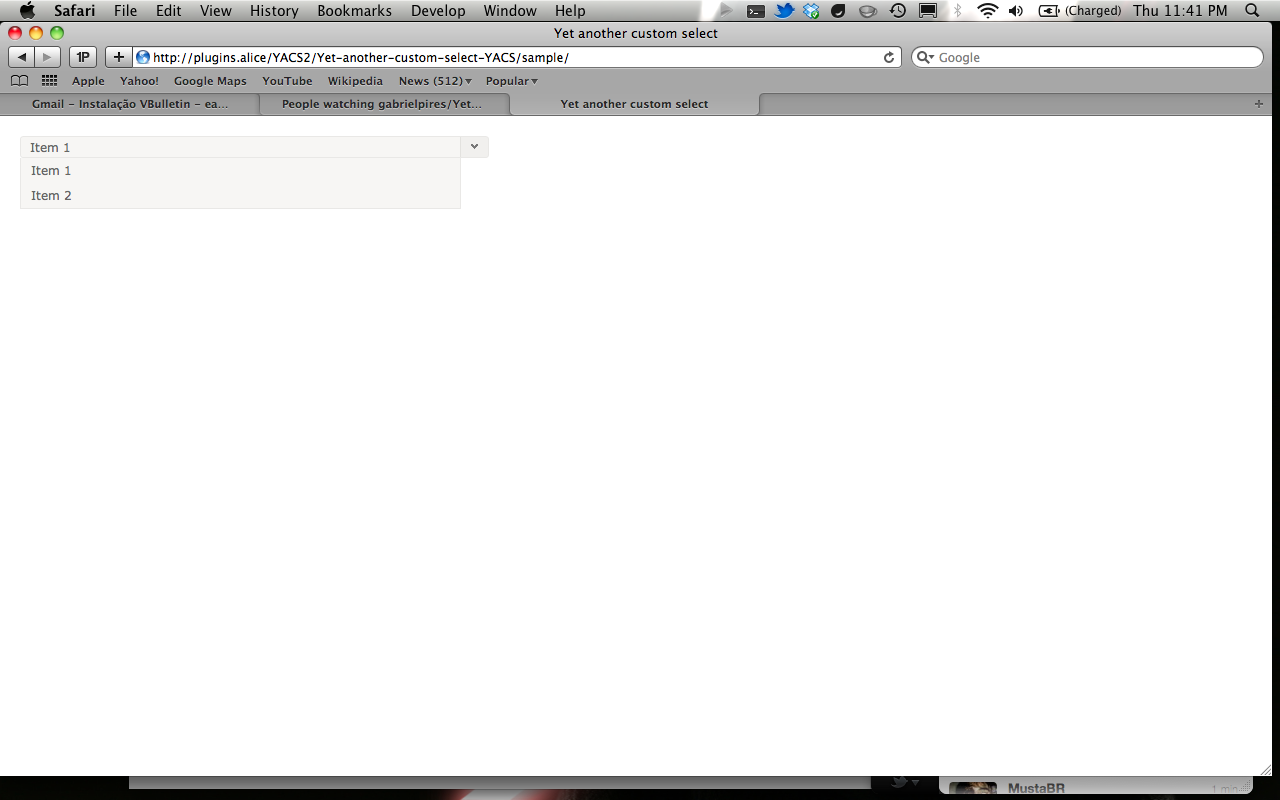 Safari File Edit View History Bookmarks Develop Window Help (Charged) Thu 11:41 PM
Yet another custom select
1P http://plugins.alice/YACS2/Yet-another-custom-select-YACS/sample/ Google
Apple Yahoo! Google Maps YouTube Wikipedia News (512) Popular
Gmail – Instalação VBulletin – ea... People watching gabrielpires/Yet... Yet another custom select
Item 1
Item 1
Item 2
MustaBR 1 min